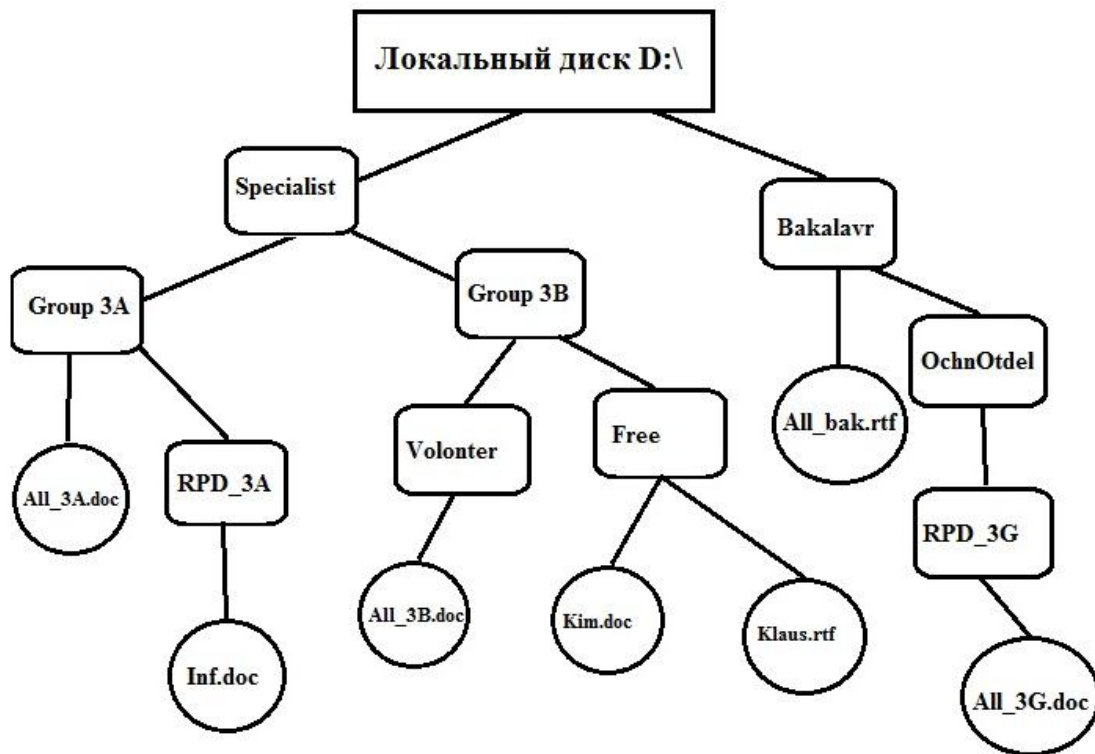 Локальный диск D:\
Specialist
Bakalavr
Group 3A
Group 3B
OchnOtdel
Volonter
Free
All_bak.rtf
RPD_3A
All_3A.doc
RPD_3G
All_3B.doc
Kim.doc
Klaus.rtf
Inf.doc
All_3G.doc